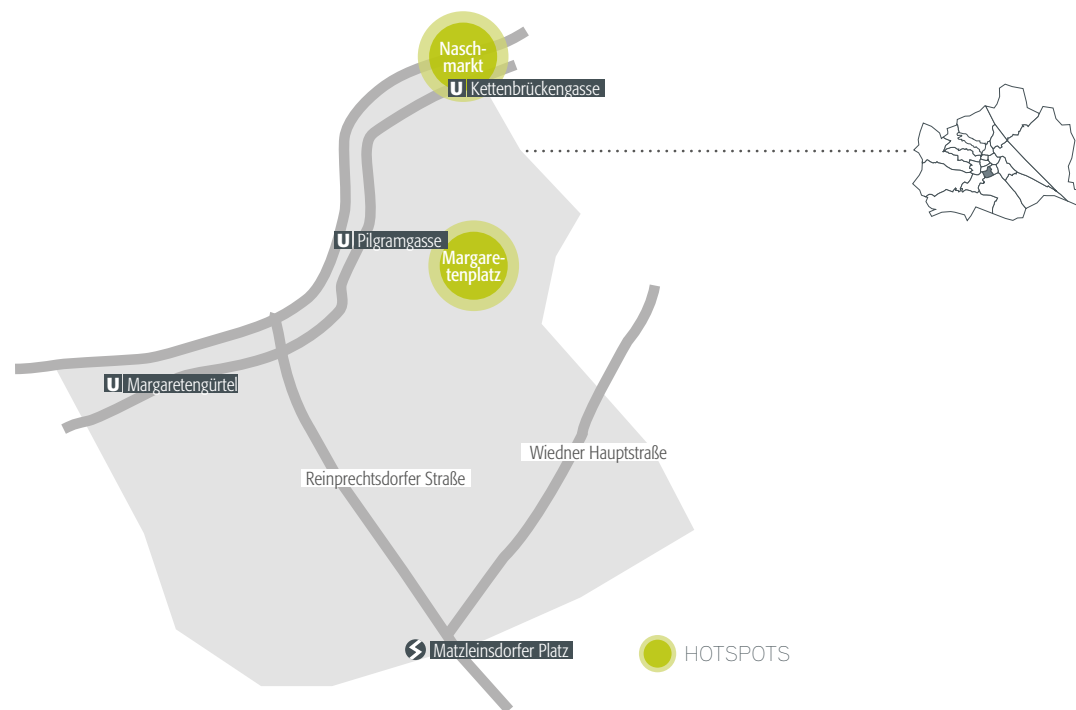 Nasch-
markt
U Kettenbrückengasse
U Pilgramgasse
Margare-
tenplatz
U Margaretengürtel
Wiedner Hauptstraße
Reinprechtsdorfer Straße
S Matzleinsdorfer Platz
HOTSPOTS